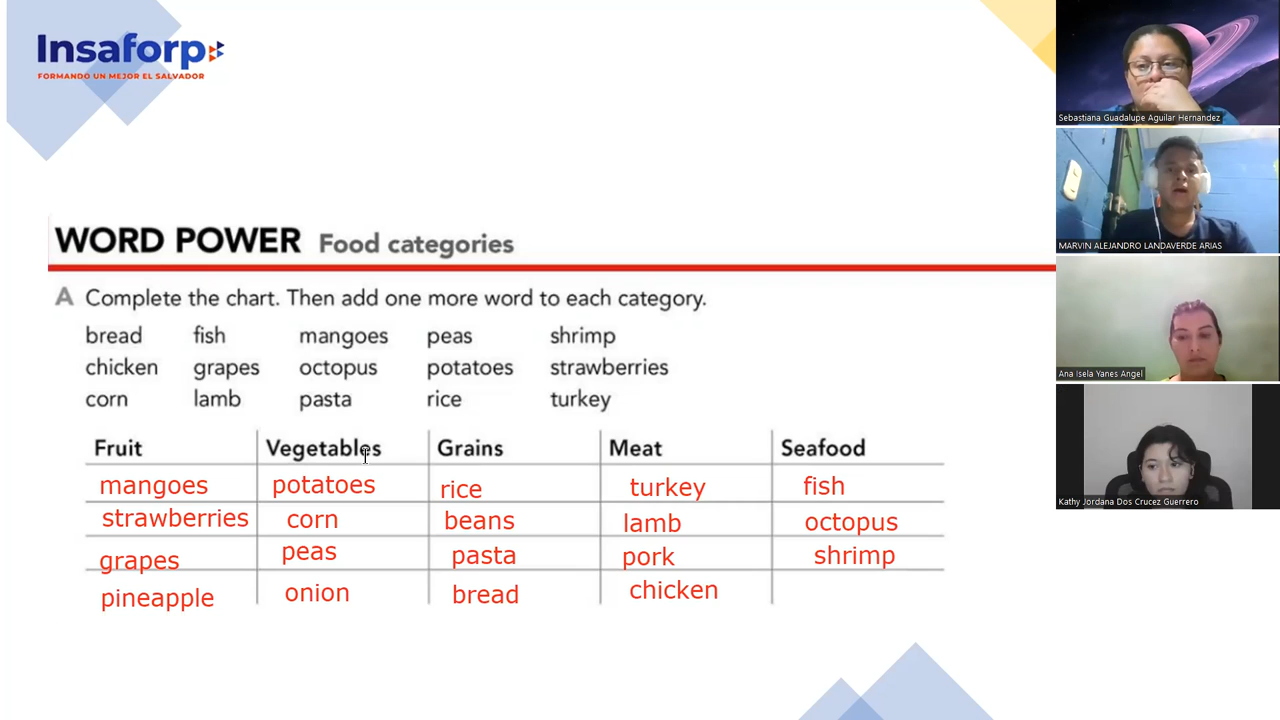 Insaforp
FORMANDO UN MEJOR EL SALVADOR
WORD POWER Food categories
A Complete the chart. Then add one more word to each category.
bread fish mangoes peas shrimp
chicken grapes octopus potatoes strawberries
corn lamb pasta rice turkey
Fruit Vegetables Grains Meat Seafood
mangoes potatoes rice turkey fish
strawberries corn beans lamb octopus
grapes peas pasta pork shrimp
pineapple onion bread chicken
Sebastiana Guadalupe Aguilar Hernandez
MARVIN ALEJANDRO LANDAVERDE ARIAS
Ana Isela Yanes Angel
Kathy Jordana Dos Crucez Guerrero